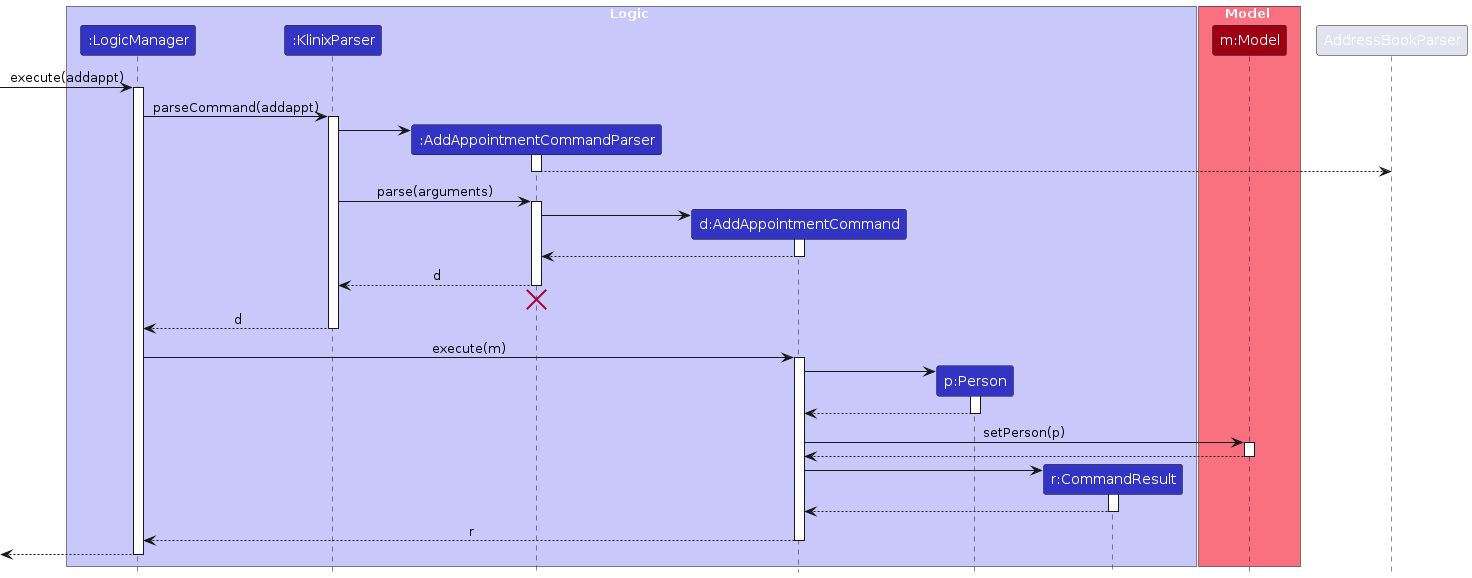 Logic
Model
:LogicManager
:KlinixParser
m:Model
AddressBookParser
execute(addappt)
parseCommand(addappt)
:AddAppointmentCommandParser
parse(arguments)
d:AddAppointmentCommand
d
d
execute(m)
p:Person
setPerson(p)
r:CommandResult
r